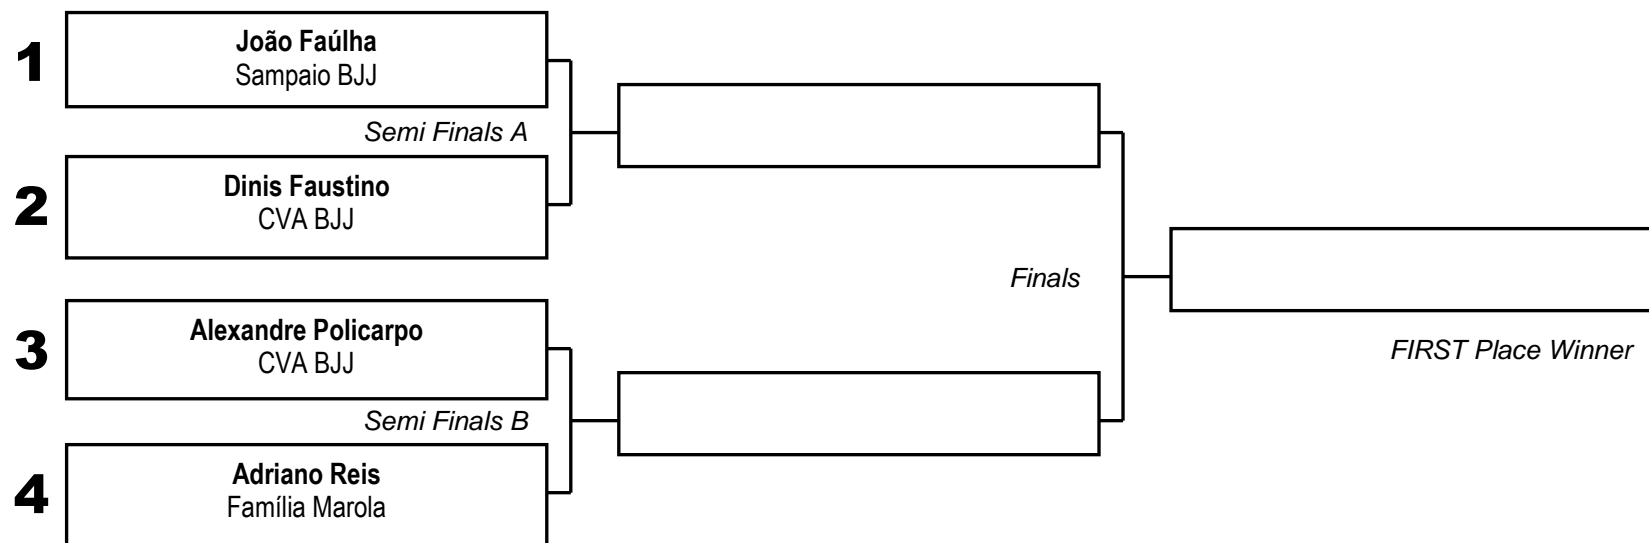 1
João Faúlha
Sampaio BJJ
Semi Finals A
2
Dinis Faustino
CVA BJJ
Finals
3
Alexandre Policarpo
CVA BJJ
FIRST Place Winner
Semi Finals B
4
Adriano Reis
Família Marola